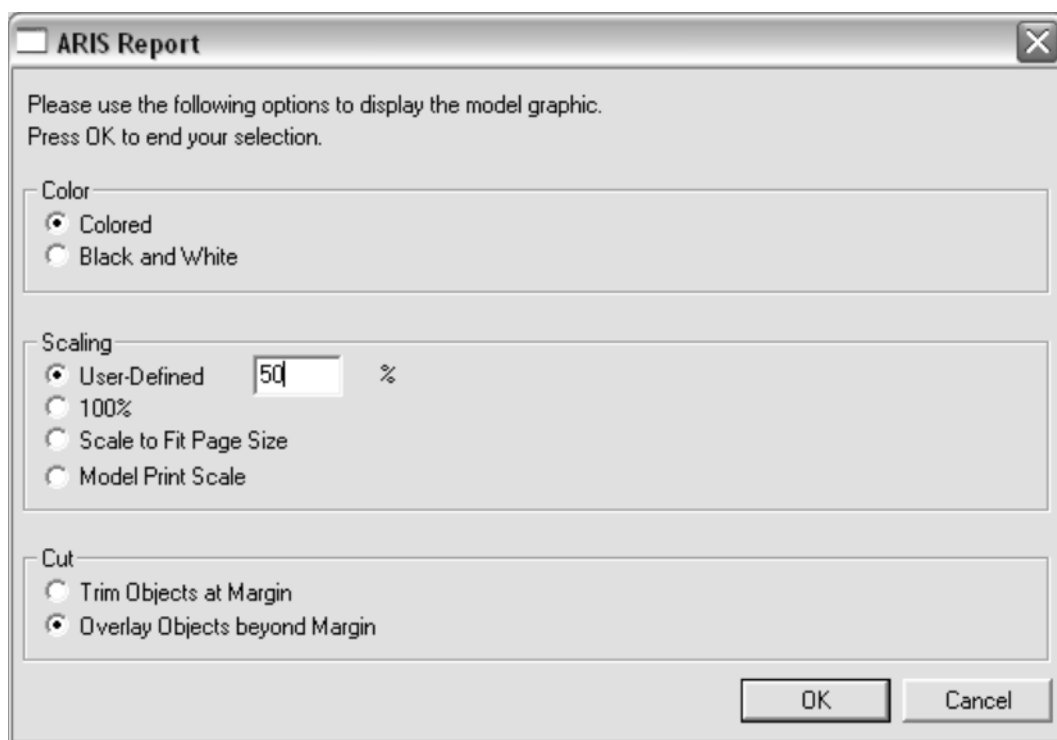 ARIS Report
Please use the following options to display the model graphic.
Press OK to end your selection.
Color
Colored
Black and White
Scaling
User-Defined 50 %
100%
Scale to Fit Page Size
Model Print Scale
Cut
Trim Objects at Margin
Overlay Objects beyond Margin
OK Cancel